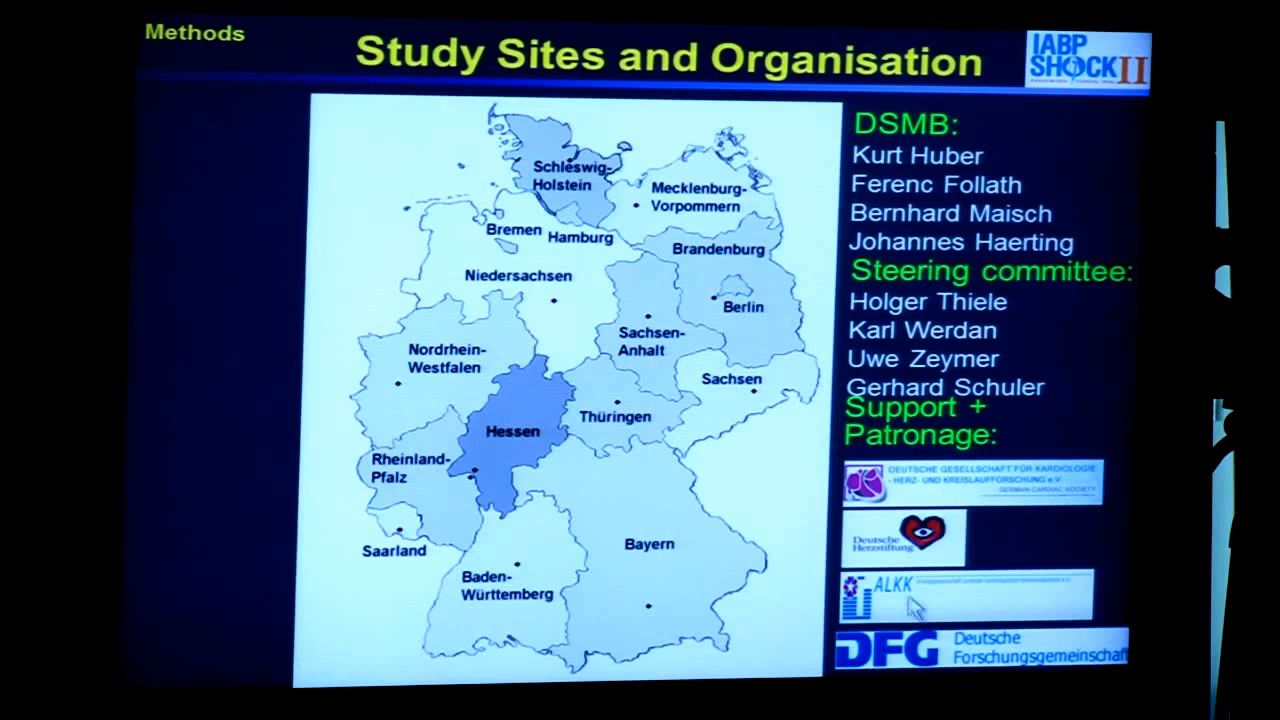 Methods
Study Sites and Organisation
IABP
SHOCK II
Schleswig-
Holstein
Mecklenburg-
Vorpommern
Bremen
Hamburg
Brandenburg
Niedersachsen
Berlin
Sachsen-
Anhalt
Nordrhein-
Westfalen
Sachsen
Thüringen
Hessen
Rheinland-
Pfalz
Saarland
Bayern
Baden-
Württemberg
DSMB:
Kurt Huber
Ferenc Follath
Bernhard Maisch
Johannes Haerting
Steering committee:
Holger Thiele
Karl Werdan
Uwe Zeymer
Gerhard Schuler
Support +
Patronage:
DEUTSCHE GESELLSCHAFT FÜR KARDIOLOGIE
- HERZ- UND KREISLAUFFORSCHUNG e.V.
GERMAN CARDIAC SOCIETY
Deutsche
Herzstiftung
ALKK
DFG
Deutsche
Forschungsgemeinschaft